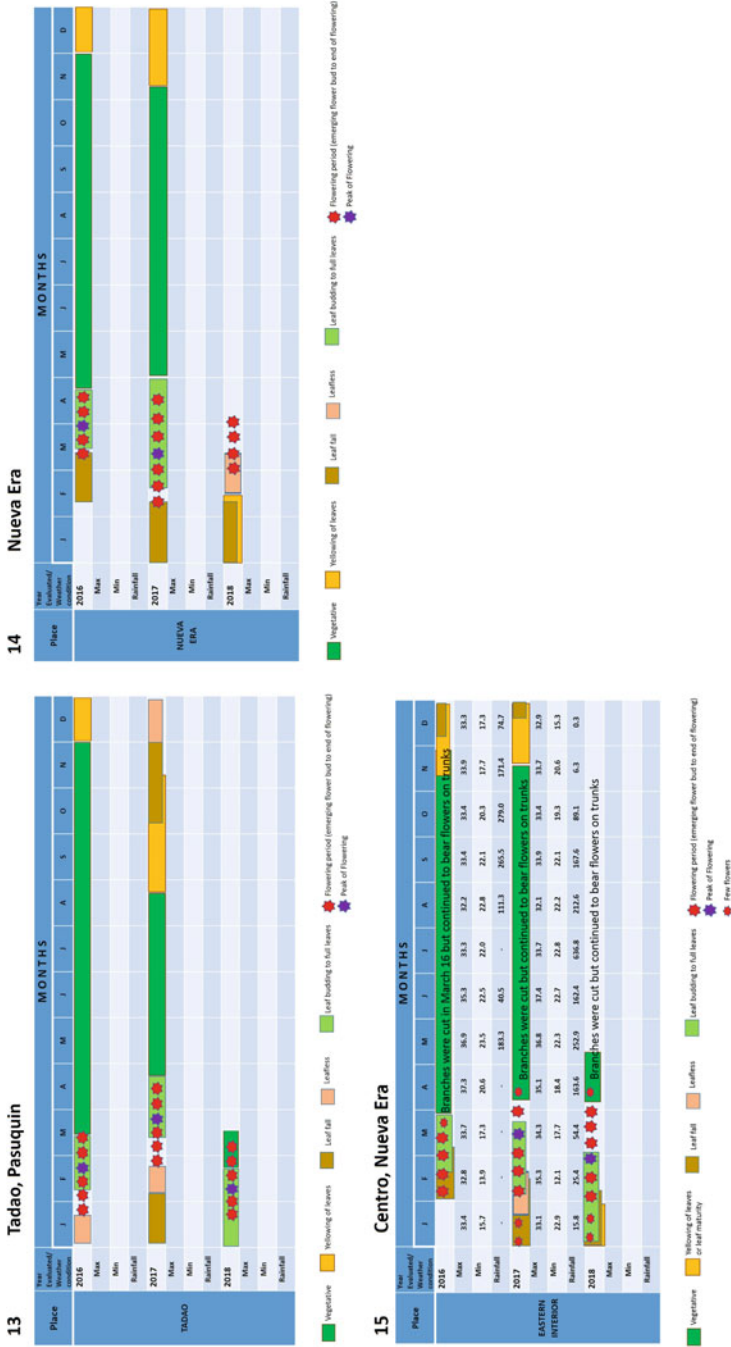 13
Tadao, Pasuquin
Place
Year Evaluated/ Weather condition
MONTHS
J F M A M J J A S O N D
TADAO
2016
Max
Min
Rainfall
2017
Max
Min
Rainfall
2018
Max
Min
Rainfall
Vegetative
Yellowing of leaves
Leaf fall
Leafless
Leaf budding to full leaves
Flowering period (emerging flower bud to end of flowering)
Peak of Flowering
14
Nueva Era
Place
Year Evaluated/ Weather condition
MONTHS
J F M A M J J A S O N D
NUEVA ERA
2016
Max
Min
Rainfall
2017
Max
Min
Rainfall
2018
Max
Min
Rainfall
Vegetative
Yellowing of leaves
Leaf fall
Leafless
Leaf budding to full leaves
Flowering period (emerging flower bud to end of flowering)
Peak of Flowering
15
Centro, Nueva Era
Place
Year Evaluated/ Weather condition
MONTHS
J F M A M J J A S O N D
EASTERN INTERIOR
2016 Branches were cut in March 16 but continued to bear flowers on trunks
Max 33.4 32.8 33.7 37.3 36.9 35.3 33.3 32.2 33.4 33.4 33.9 33.3
Min 15.7 13.9 17.3 20.6 23.5 22.5 22.0 22.8 22.1 20.3 17.7 17.3
Rainfall - - - 183.3 40.5 - 111.3 265.5 279.0 171.4 74.7
2017 Branches were cut but continued to bear flowers on trunks
Max 33.1 35.3 34.3 35.1 36.8 37.4 33.7 32.1 33.9 33.4 33.7 32.9
Min 22.9 12.1 17.7 18.4 22.3 22.7 22.8 22.2 22.1 19.3 20.6 15.3
Rainfall 15.8 25.4 54.4 163.6 252.9 162.4 636.8 212.6 167.6 89.1 6.3 0.3
2018 Branches were cut but continued to bear flowers on trunks
Max
Min
Rainfall
Vegetative
Yellowing of leaves or leaf maturity
Leaf fall
Leafless
Leaf budding to full leaves
Flowering period (emerging flower bud to end of flowering)
Peak of Flowering
Few flowers